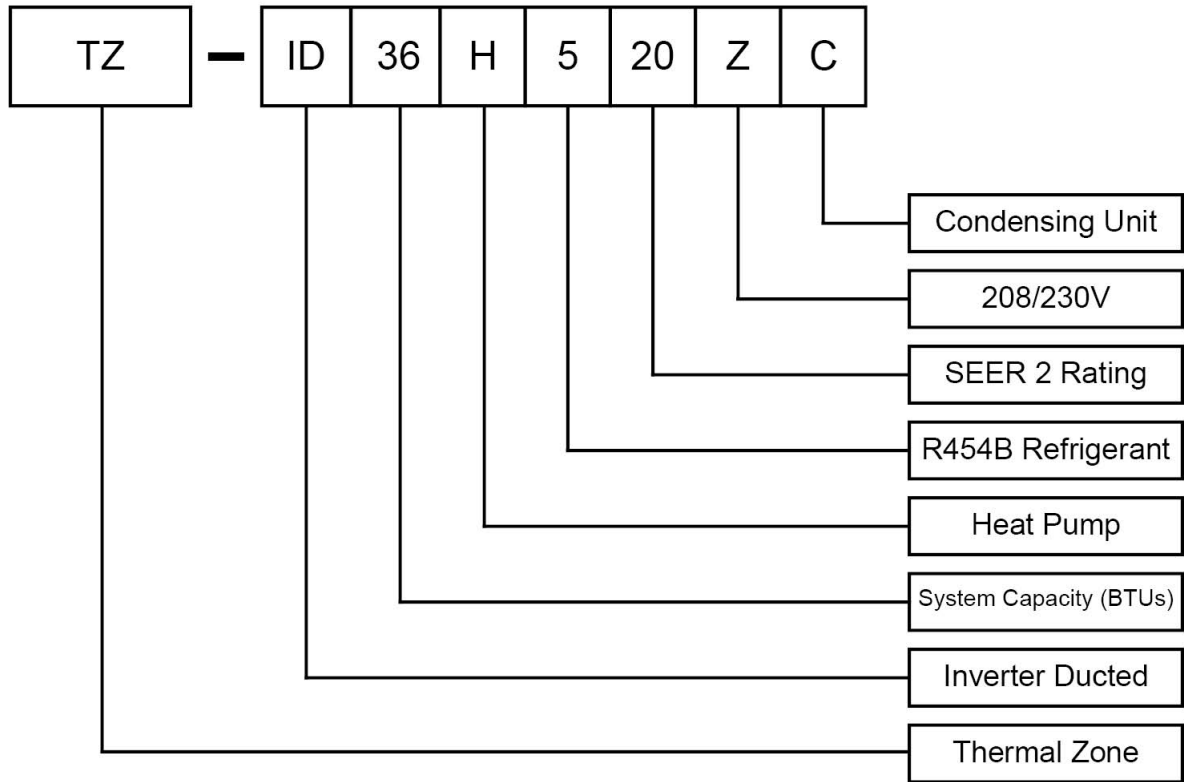 TZ - ID 36 H 5 20 Z C
Condensing Unit
208/230V
SEER 2 Rating
R454B Refrigerant
Heat Pump
System Capacity (BTUs)
Inverter Ducted
Thermal Zone